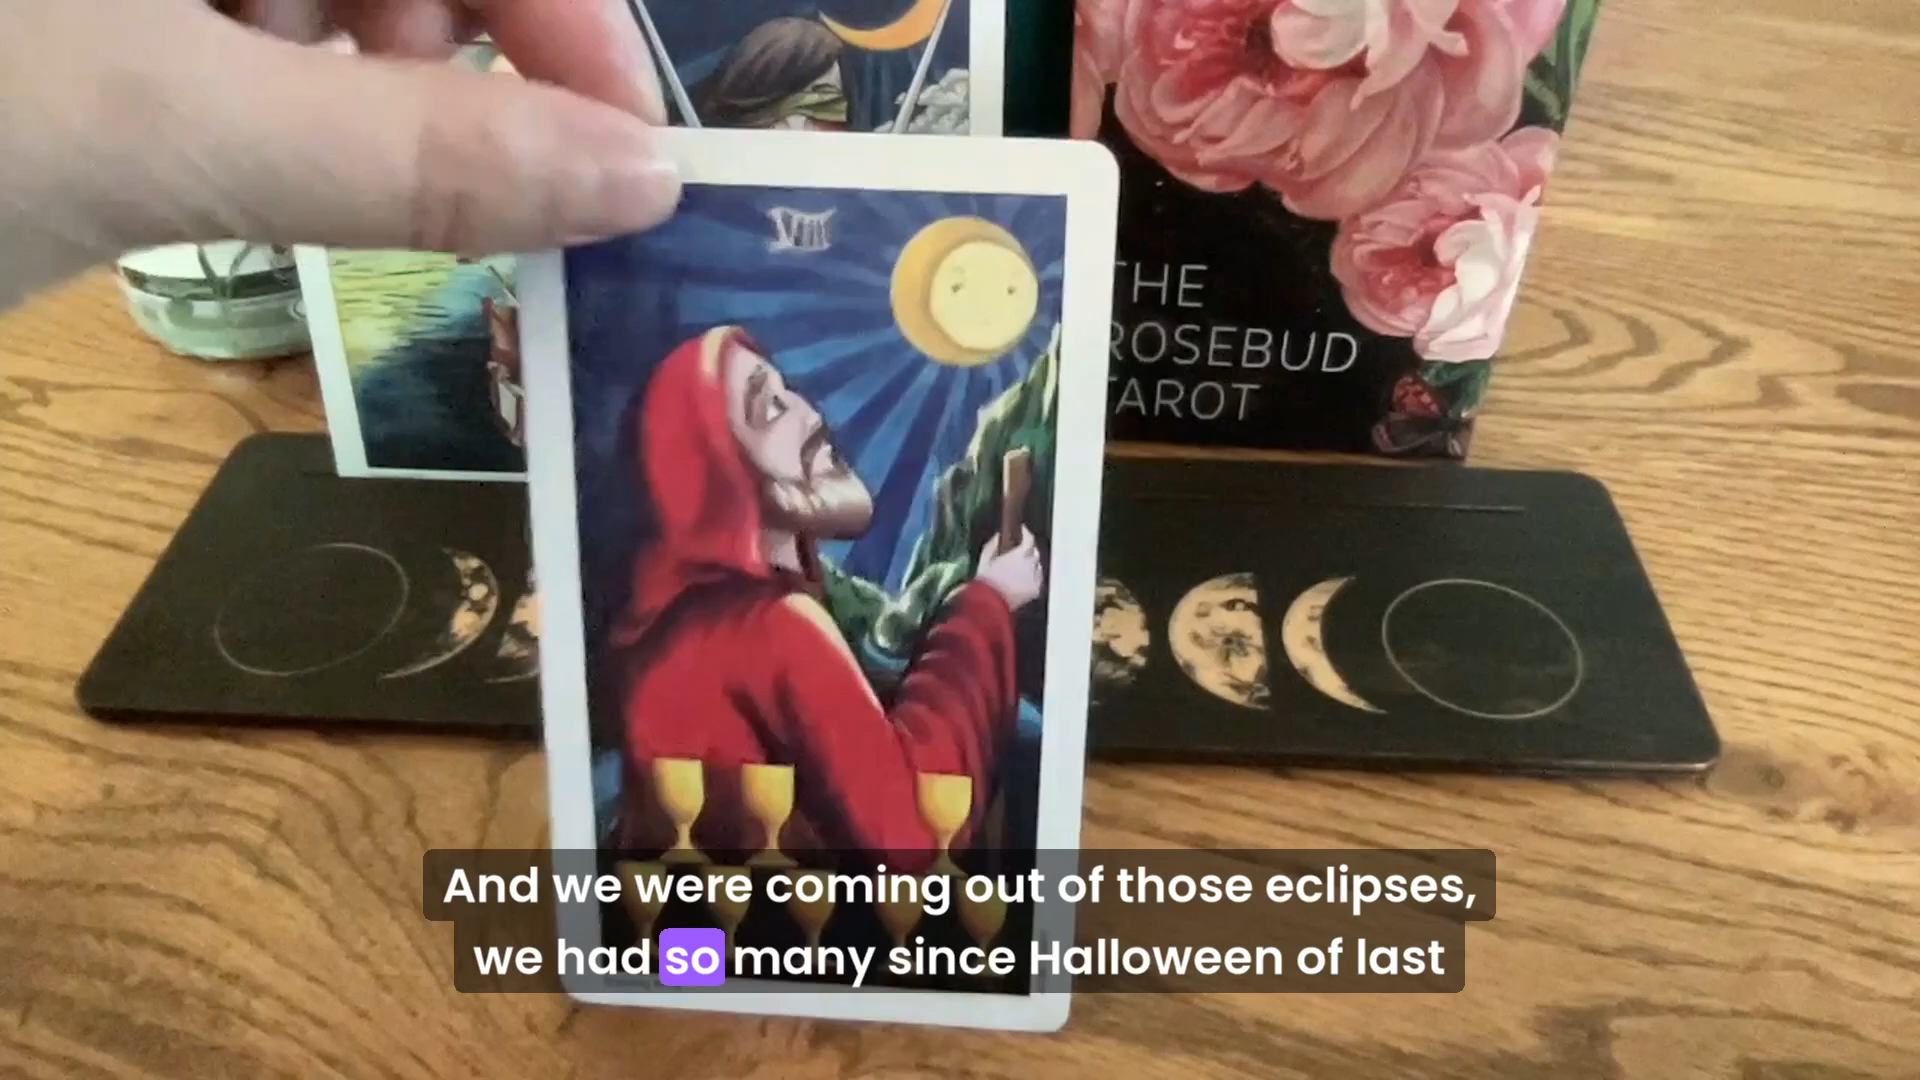 VIII
THE
ROSEBUD
TAROT
And we were coming out of those eclipses,
we had so many since Halloween of last